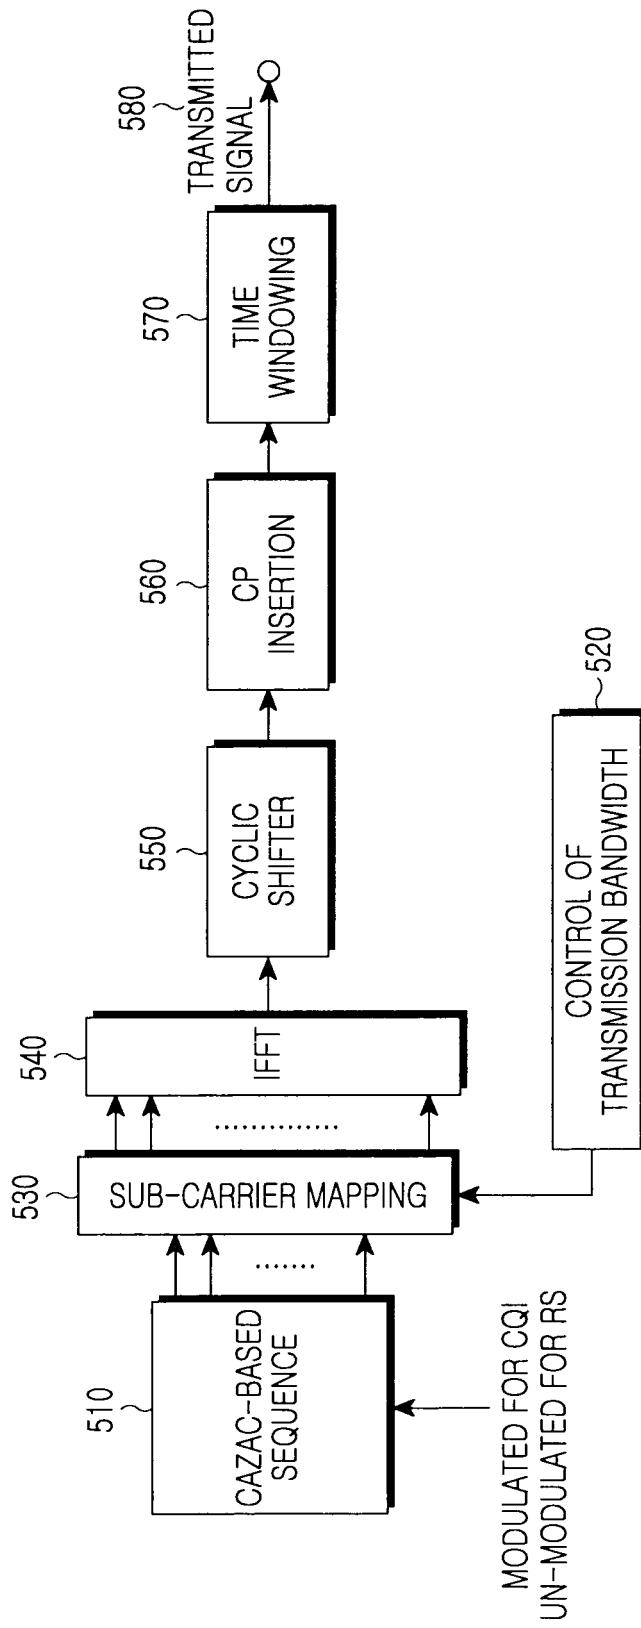 510
CAZAC-BASED
SEQUENCE
MODULATED FOR CQI
UN-MODULATED FOR RS
530
SUB-CARRIER MAPPING
540
IFFT
CONTROL OF
TRANSMISSION BANDWIDTH
520
550
CYCLIC
SHIFTER
560
CP
INSERTION
570
TIME
WINDOWING
580
TRANSMITTED
SIGNAL